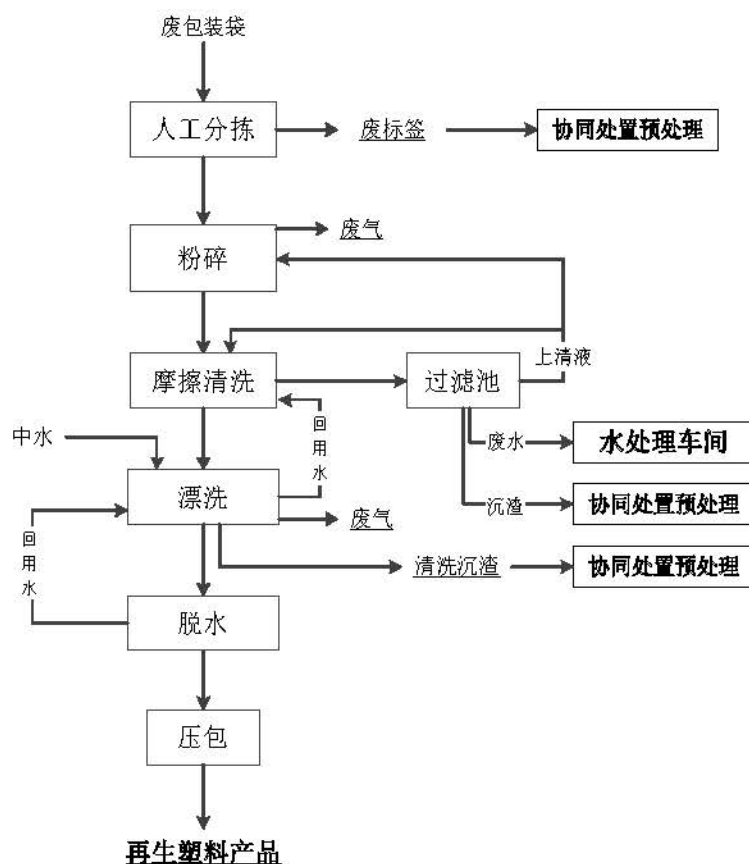 废包装袋
人工分拣
废标签
协同处置预处理
废气
粉碎
上清液
摩擦清洗
过滤池
中水
回用水
废水
水处理车间
漂洗
废气
沉渣
协同处置预处理
回用水
清洗沉渣
协同处置预处理
脱水
压包
再生塑料产品